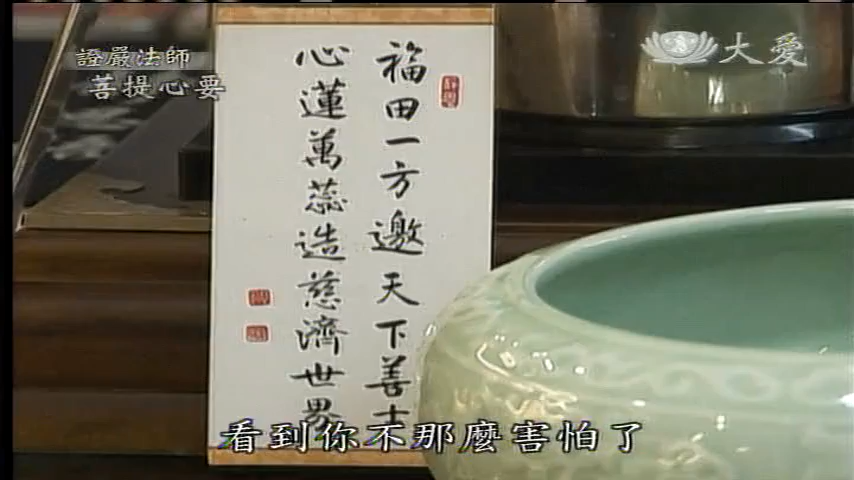 證嚴法師
菩提心要
大愛
福田一方邀天下善士
心蓮萬蕊造慈濟世界
看到你不那麼害怕了